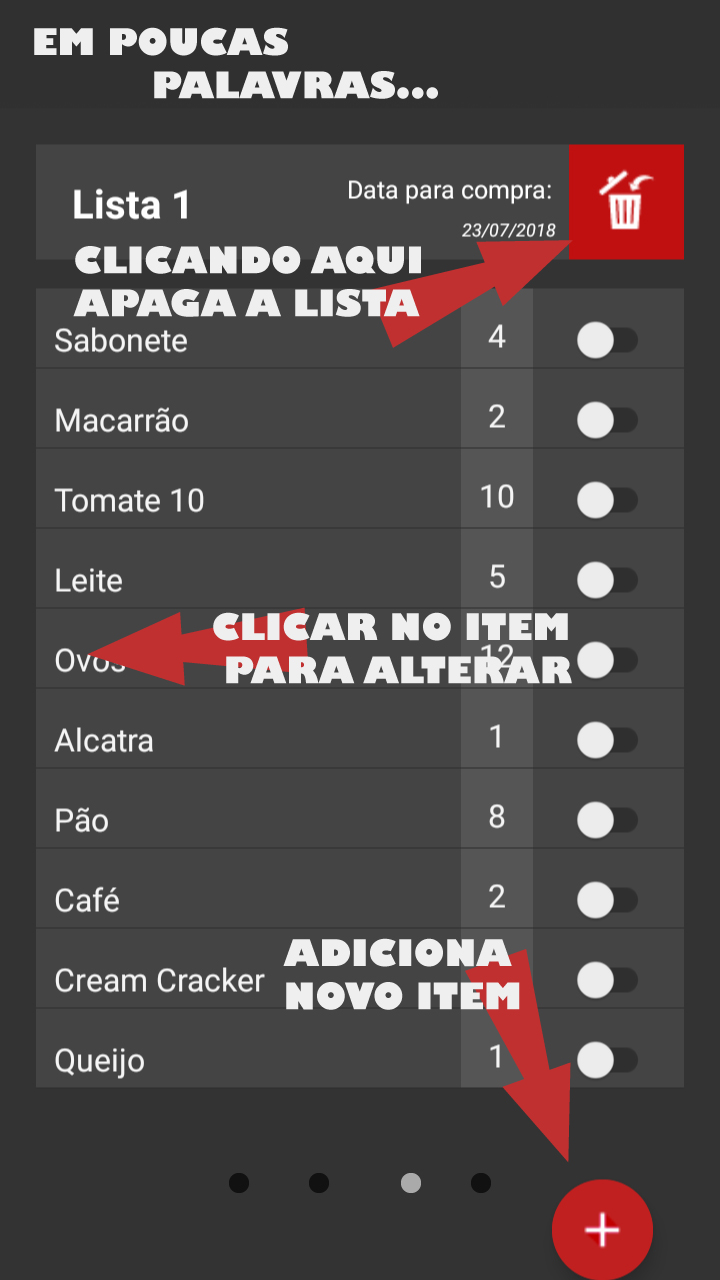 EM POUCAS
PALAVRAS...
Lista 1
Data para compra:
23/07/2018
CLICANDO AQUI
APAGA A LISTA
Sabonete 4
Macarrão 2
Tomate 10 10
Leite 5
CLICAR NO ITEM
Ovos 12
PARA ALTERAR
Alcatra 1
Pão 8
Café 2
ADICIONA
Cream Cracker
NOVO ITEM
Queijo 1
+